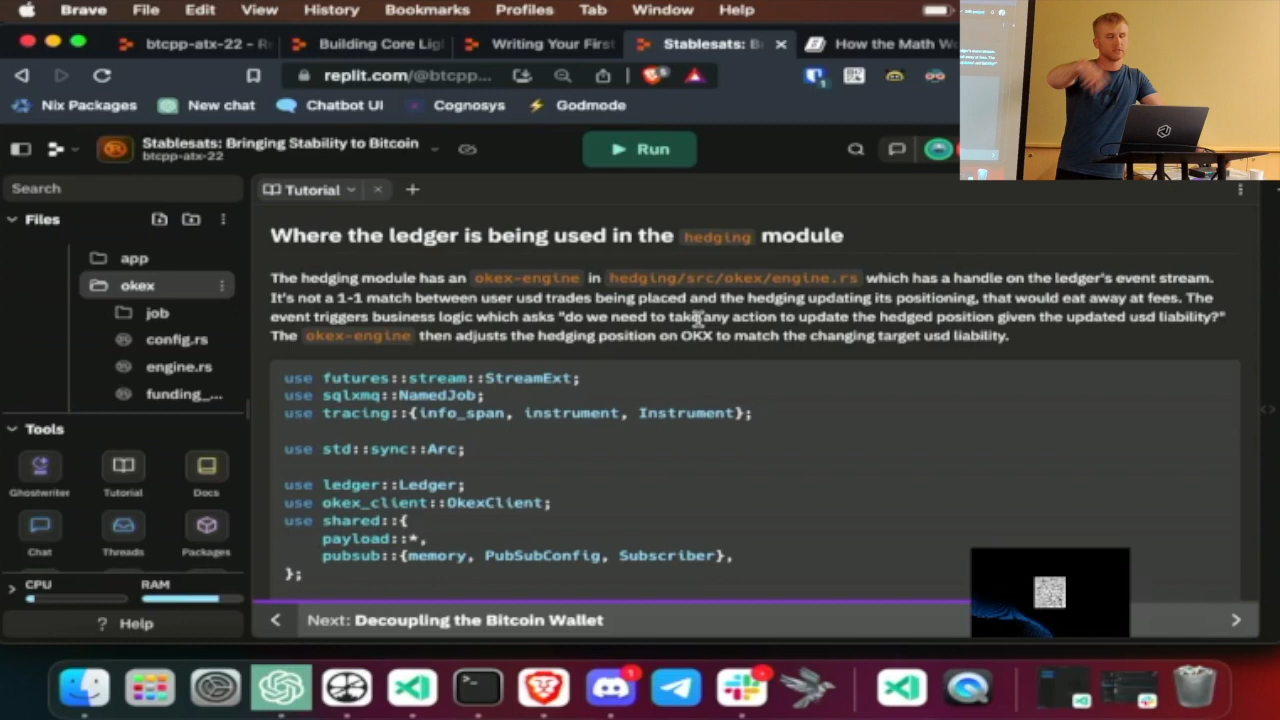 Brave File Edit View History Bookmarks Profiles Tab Window Help
btcpp-atx-22 - R Building Core Lig Writing Your First Stablesats: B How the Math W
replit.com/@btcpp...
1
Nix Packages New chat Chatbot UI Cognosys Godmode
Stablesats: Bringing Stability to Bitcoin
btcpp-atx-22
Run
Search
Tutorial
Files
app
okex
job
config.rs
engine.rs
funding_...
Tools
Ghostwriter Tutorial Docs
Chat Threads Packages
CPU RAM
? Help
Where the ledger is being used in the hedging module
The hedging module has an okex-engine in hedging/src/okex/engine.rs which has a handle on the ledger's event stream.
It's not a 1-1 match between user usd trades being placed and the hedging updating its positioning, that would eat away at fees. The
event triggers business logic which asks "do we need to take any action to update the hedged position given the updated usd liability?"
The okex-engine then adjusts the hedging position on OKX to match the changing target usd liability.
use futures::stream::StreamExt;
use sqlxmq::NamedJob;
use tracing::{info_span, instrument, Instrument};
use std::sync::Arc;
use ledger::Ledger;
use okex_client::OkexClient;
use shared::{
payload::*,
pubsub::{memory, PubSubConfig, Subscriber},
};
Next: Decoupling the Bitcoin Wallet
1